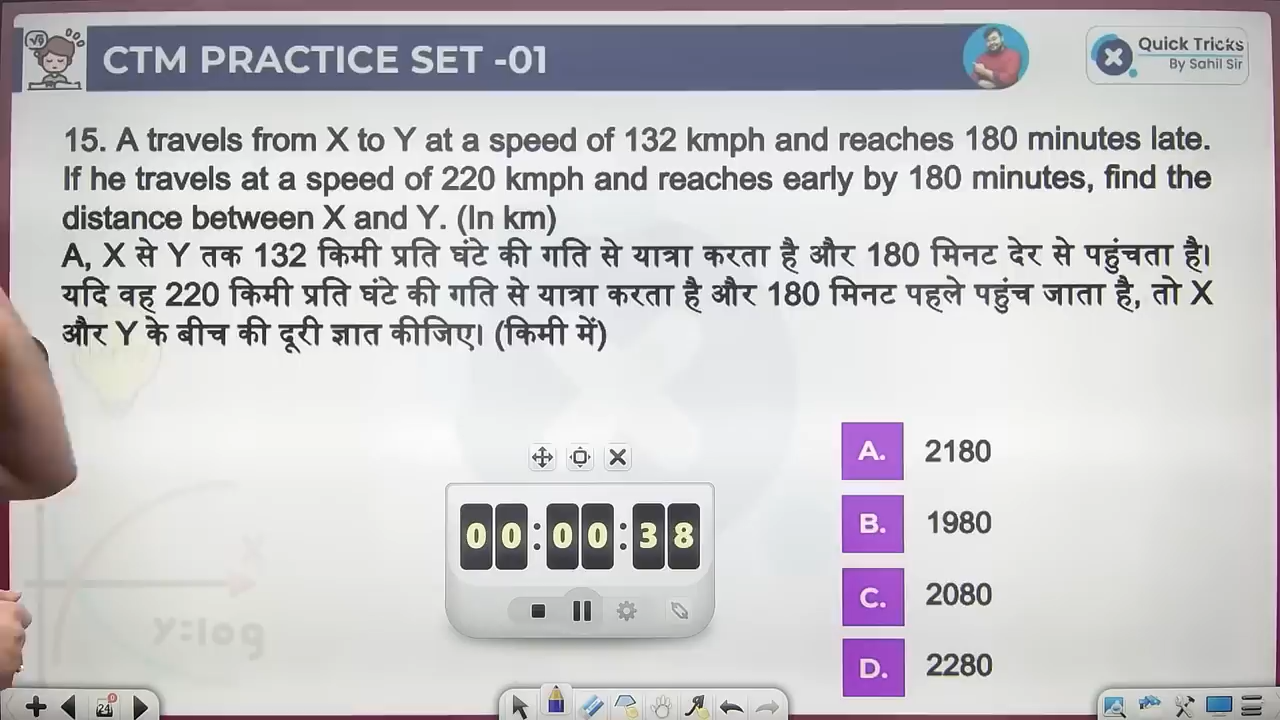 CTM PRACTICE SET -01
Quick Tricks
By Sahil Sir
15. A travels from X to Y at a speed of 132 kmph and reaches 180 minutes late.
If he travels at a speed of 220 kmph and reaches early by 180 minutes, find the
distance between X and Y. (In km)
A, X से Y तक 132 किमी प्रति घंटे की गति से यात्रा करता है और 180 मिनट देर से पहुंचता है।
यदि वह 220 किमी प्रति घंटे की गति से यात्रा करता है और 180 मिनट पहले पहुंच जाता है, तो X
और Y के बीच की दूरी ज्ञात कीजिए। (किमी में)
A. 2180
B. 1980
C. 2080
D. 2280
00:00:38
x
y=log
24